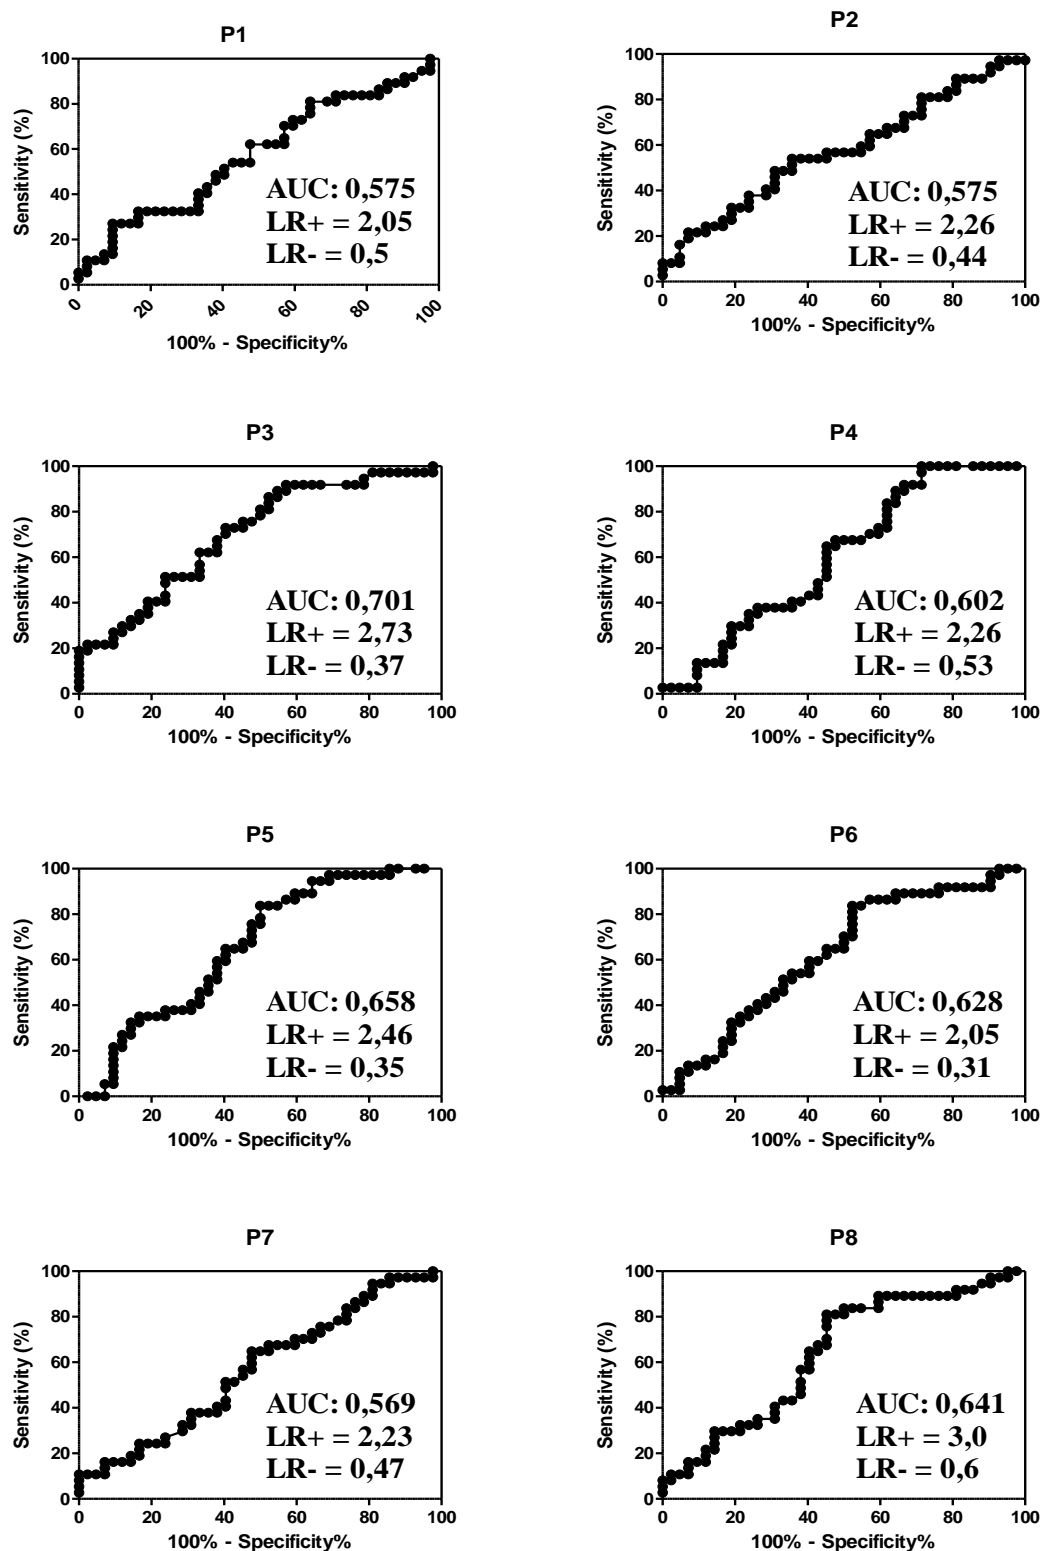 P1
100
80
60
40
20
0
Sensitivity (%)
AUC: 0,575
LR+ = 2,05
LR- = 0,5
0 20 40 60 80 100
100% - Specificity%
P2
100
80
60
40
20
0
Sensitivity (%)
AUC: 0,575
LR+ = 2,26
LR- = 0,44
0 20 40 60 80 100
100% - Specificity%
P3
100
80
60
40
20
0
Sensitivity (%)
AUC: 0,701
LR+ = 2,73
LR- = 0,37
0 20 40 60 80 100
100% - Specificity%
P4
100
80
60
40
20
0
Sensitivity (%)
AUC: 0,602
LR+ = 2,26
LR- = 0,53
0 20 40 60 80 100
100% - Specificity%
P5
100
80
60
40
20
0
Sensitivity (%)
AUC: 0,658
LR+ = 2,46
LR- = 0,35
0 20 40 60 80 100
100% - Specificity%
P6
100
80
60
40
20
0
Sensitivity (%)
AUC: 0,628
LR+ = 2,05
LR- = 0,31
0 20 40 60 80 100
100% - Specificity%
P7
100
80
60
40
20
0
Sensitivity (%)
AUC: 0,569
LR+ = 2,23
LR- = 0,47
0 20 40 60 80 100
100% - Specificity%
P8
100
80
60
40
20
0
Sensitivity (%)
AUC: 0,641
LR+ = 3,0
LR- = 0,6
0 20 40 60 80 100
100% - Specificity%